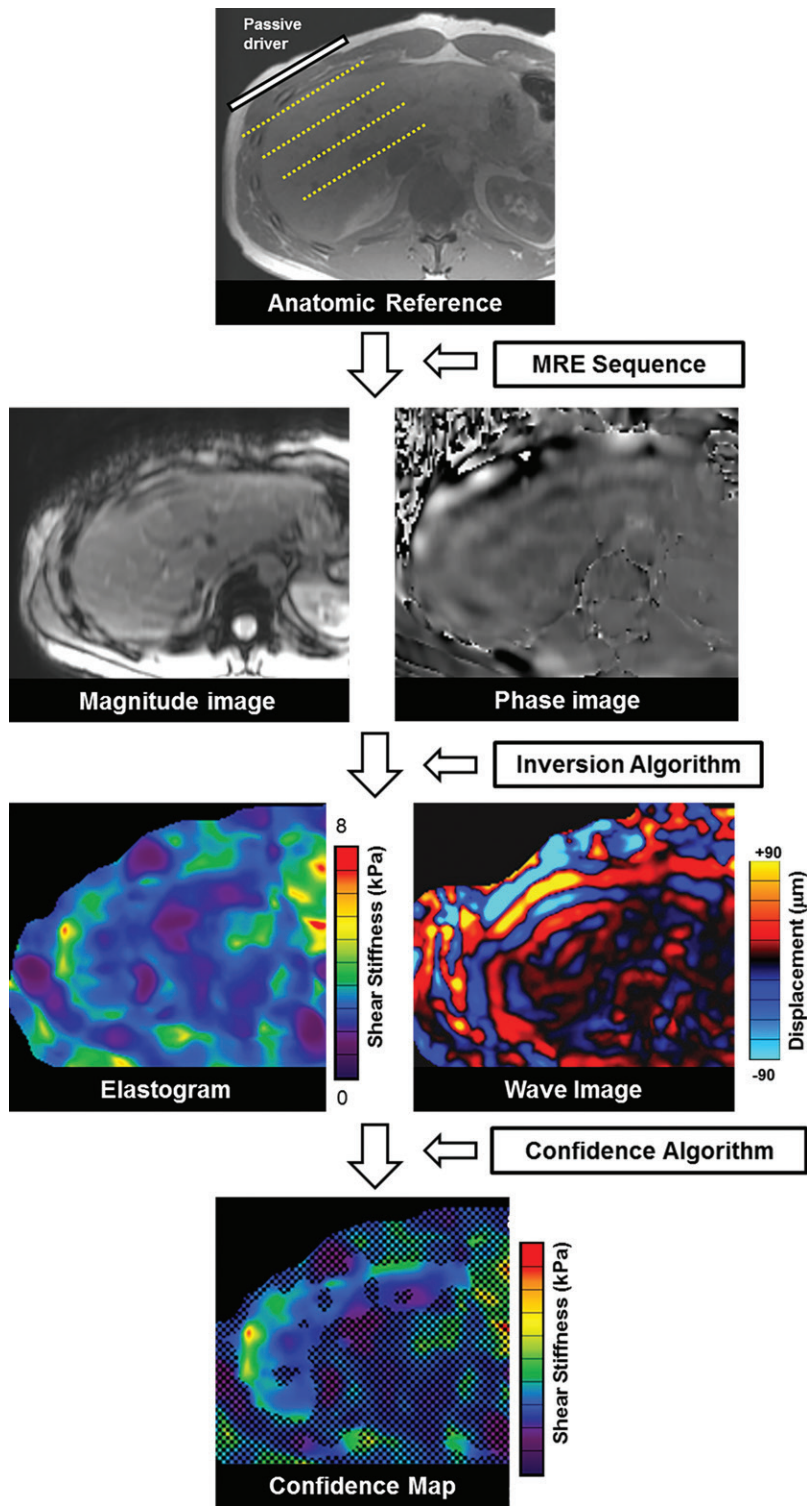 Passive
driver
Anatomic Reference
MRE Sequence
Magnitude image
Phase image
Inversion Algorithm
8
Shear Stiffness (kPa)
0
Elastogram
+90
Displacement (μm)
-90
Wave Image
Confidence Algorithm
Shear Stiffness (kPa)
Confidence Map